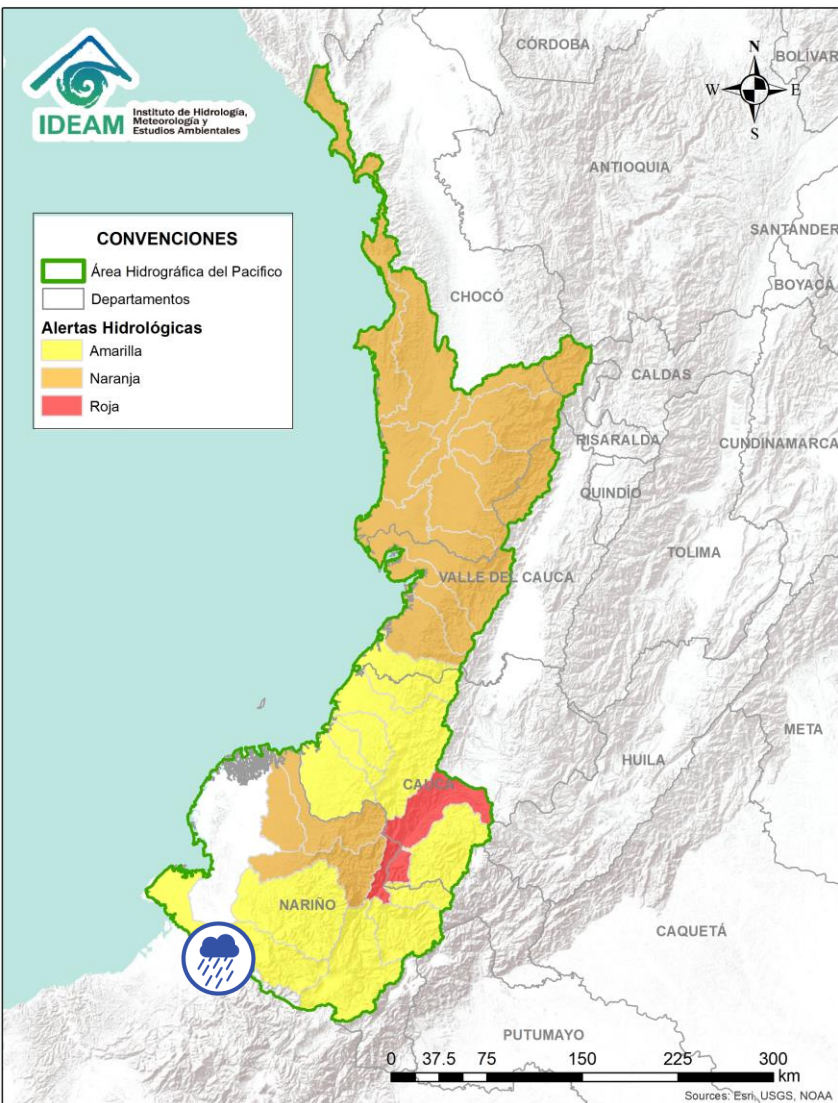 IDEAM
Instituto de Hidrología,
Meteorología y
Estudios Ambientales
CÓRDOBA
BOLÍVAR
N
W
E
S
ANTIOQUIA
SANTANDER
BOYACÁ
CONVENCIONES
Área Hidrográfica del Pacifico
Departamentos
Alertas Hidrológicas
Amarilla
Naranja
Roja
CHOCÓ
CALDAS
RISARALDA
CUNDINAMARCA
QUINDÍO
TOLIMA
VALLE DEL CAUCA
META
HUILA
CAUCA
NARIÑO
CAQUETÁ
PUTUMAYO
0 37.5 75 150 225 300
km
Sources: Esri, USGS, NOAA